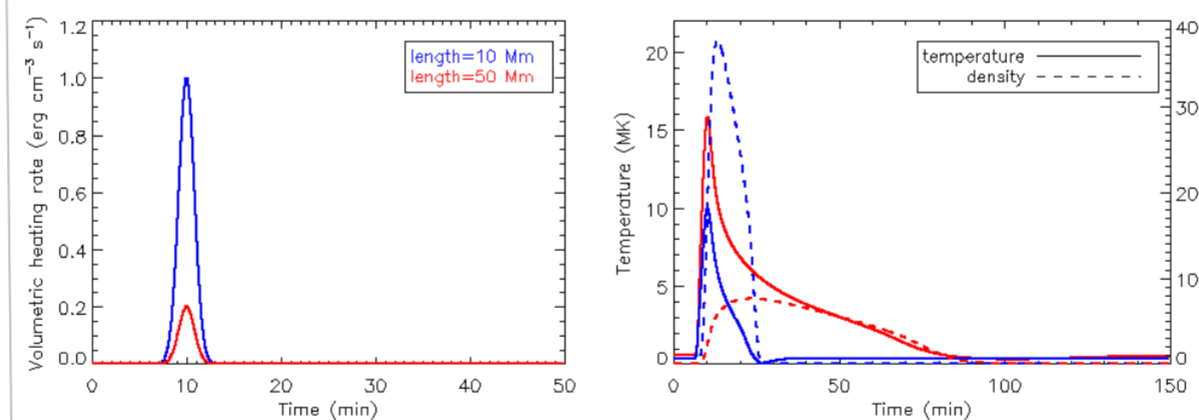 Volumetric heating rate (erg cm⁻³ s⁻¹)
1.2
1.0
0.8
0.6
0.4
0.2
0.0
length=10 Mm
length=50 Mm
0 10 20 30 40 50
Time (min)
Temperature (MK)
20
15
10
5
0
temperature
density
40
30
20
10
0
0 50 100 150
Time (min)